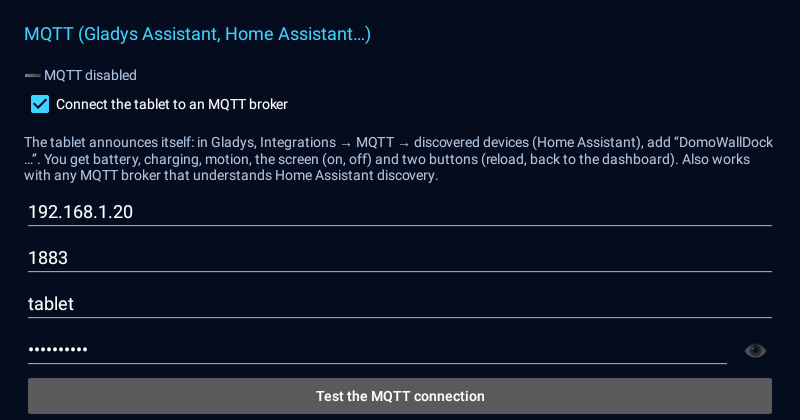 MQTT (Gladys Assistant, Home Assistant…)
MQTT disabled
Connect the tablet to an MQTT broker
The tablet announces itself: in Gladys, Integrations → MQTT → discovered devices (Home Assistant), add “DomoWallDock
…”. You get battery, charging, motion, the screen (on, off) and two buttons (reload, back to the dashboard). Also works
with any MQTT broker that understands Home Assistant discovery.
192.168.1.20
1883
tablet
••••••••••
Test the MQTT connection